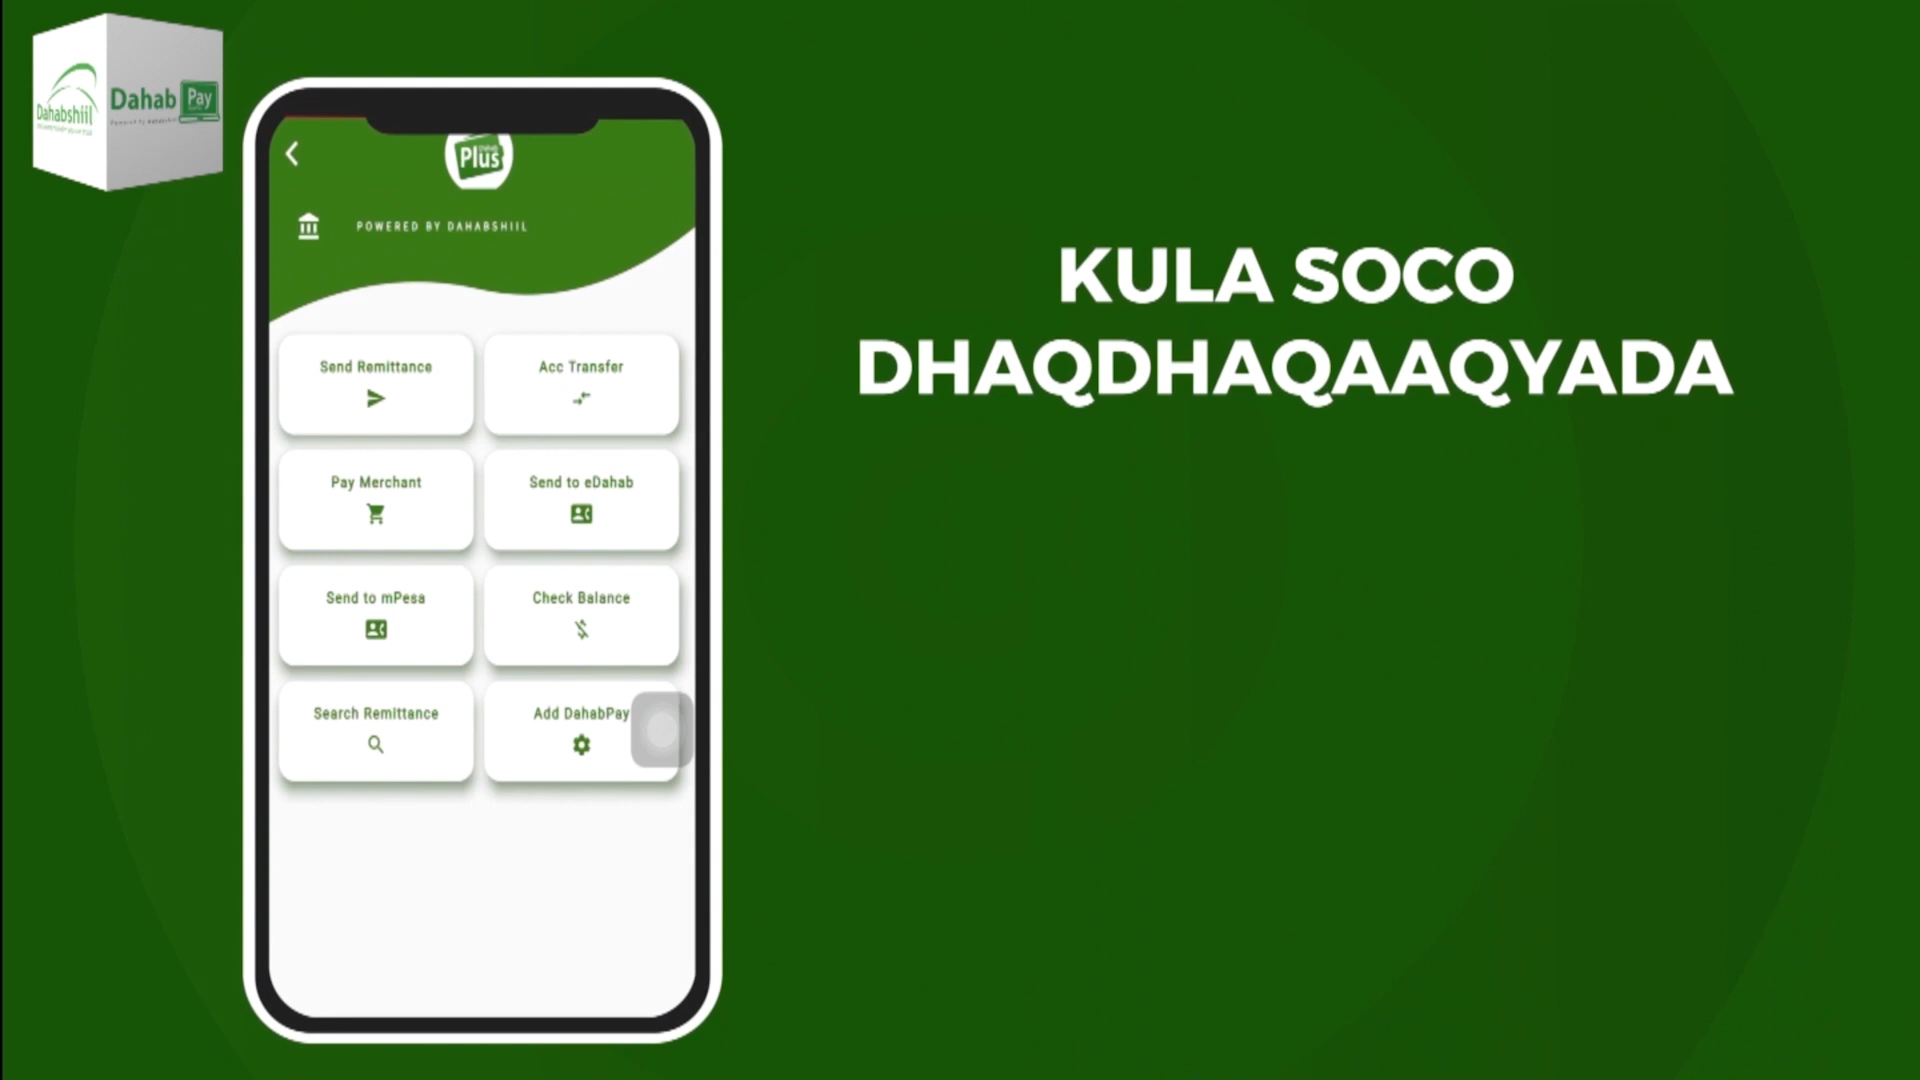 Dahabshiil
Dahab Pay
Plus
POWERED BY DAHABSHIIL
Send Remittance
Acc Transfer
Pay Merchant
Send to eDahab
Send to mPesa
Check Balance
Search Remittance
Add DahabPay
KULA SOCO
DHAQDHAQAAQYADA